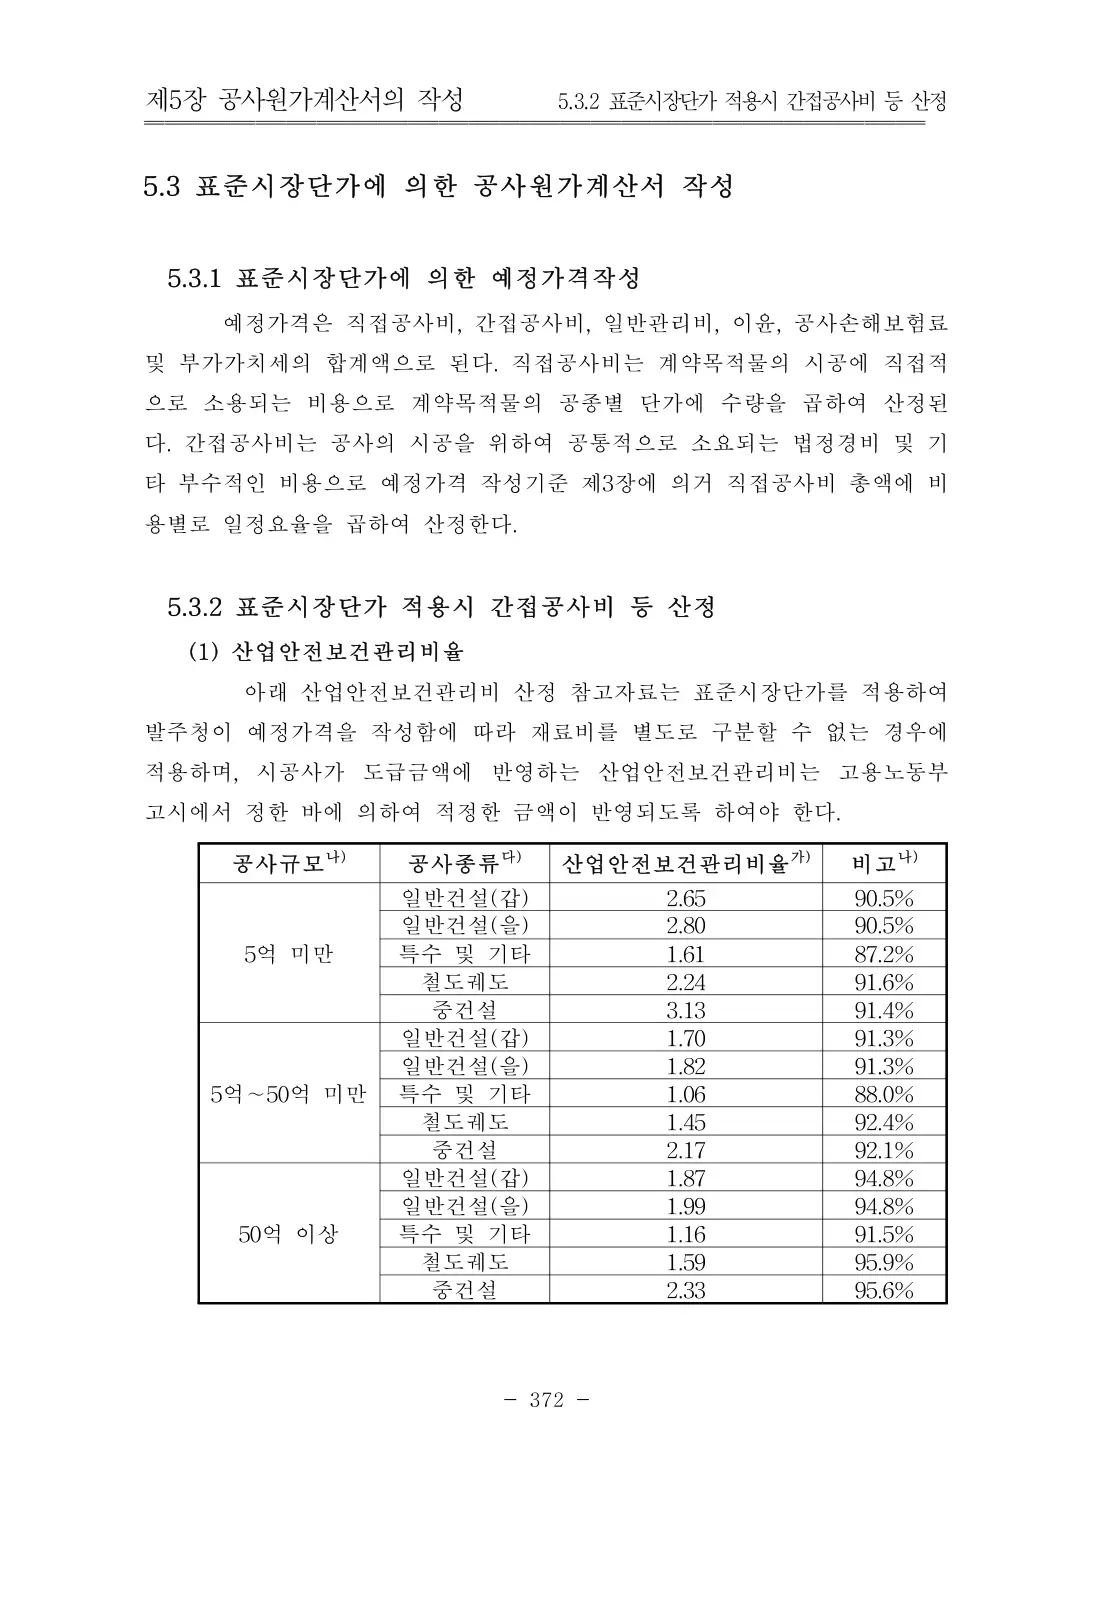 제5장 공사원가계산서의 작성 5.3.2 표준시장단가 적용시 간접공사비 등 산정
5.3 표준시장단가에 의한 공사원가계산서 작성
5.3.1 표준시장단가에 의한 예정가격작성
예정가격은 직접공사비, 간접공사비, 일반관리비, 이윤, 공사손해보험료
및 부가가치세의 합계액으로 된다. 직접공사비는 계약목적물의 시공에 직접적
으로 소용되는 비용으로 계약목적물의 공종별 단가에 수량을 곱하여 산정된
다. 간접공사비는 공사의 시공을 위하여 공통적으로 소요되는 법정경비 및 기
타 부수적인 비용으로 예정가격 작성기준 제3장에 의거 직접공사비 총액에 비
용별로 일정요율을 곱하여 산정한다.
5.3.2 표준시장단가 적용시 간접공사비 등 산정
(1) 산업안전보건관리비율
아래 산업안전보건관리비 산정 참고자료는 표준시장단가를 적용하여
발주청이 예정가격을 작성함에 따라 재료비를 별도로 구분할 수 없는 경우에
적용하며, 시공사가 도급금액에 반영하는 산업안전보건관리비는 고용노동부
고시에서 정한 바에 의하여 적정한 금액이 반영되도록 하여야 한다.
공사규모나) 공사종류다) 산업안전보건관리비율가) 비고나)
5억 미만 일반건설(갑) 2.65 90.5%
일반건설(을) 2.80 90.5%
특수 및 기타 1.61 87.2%
철도궤도 2.24 91.6%
중건설 3.13 91.4%
5억～50억 미만 일반건설(갑) 1.70 91.3%
일반건설(을) 1.82 91.3%
특수 및 기타 1.06 88.0%
철도궤도 1.45 92.4%
중건설 2.17 92.1%
50억 이상 일반건설(갑) 1.87 94.8%
일반건설(을) 1.99 94.8%
특수 및 기타 1.16 91.5%
철도궤도 1.59 95.9%
중건설 2.33 95.6%
－ 372 －